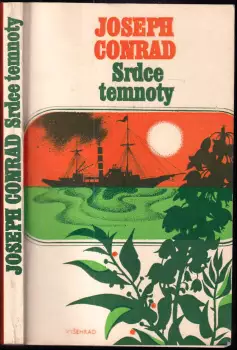 JOSEPH CONRAD Srdce temnoty
JOSEPH
CONRAD
Srdce
temnoty
VYŠEHRAD